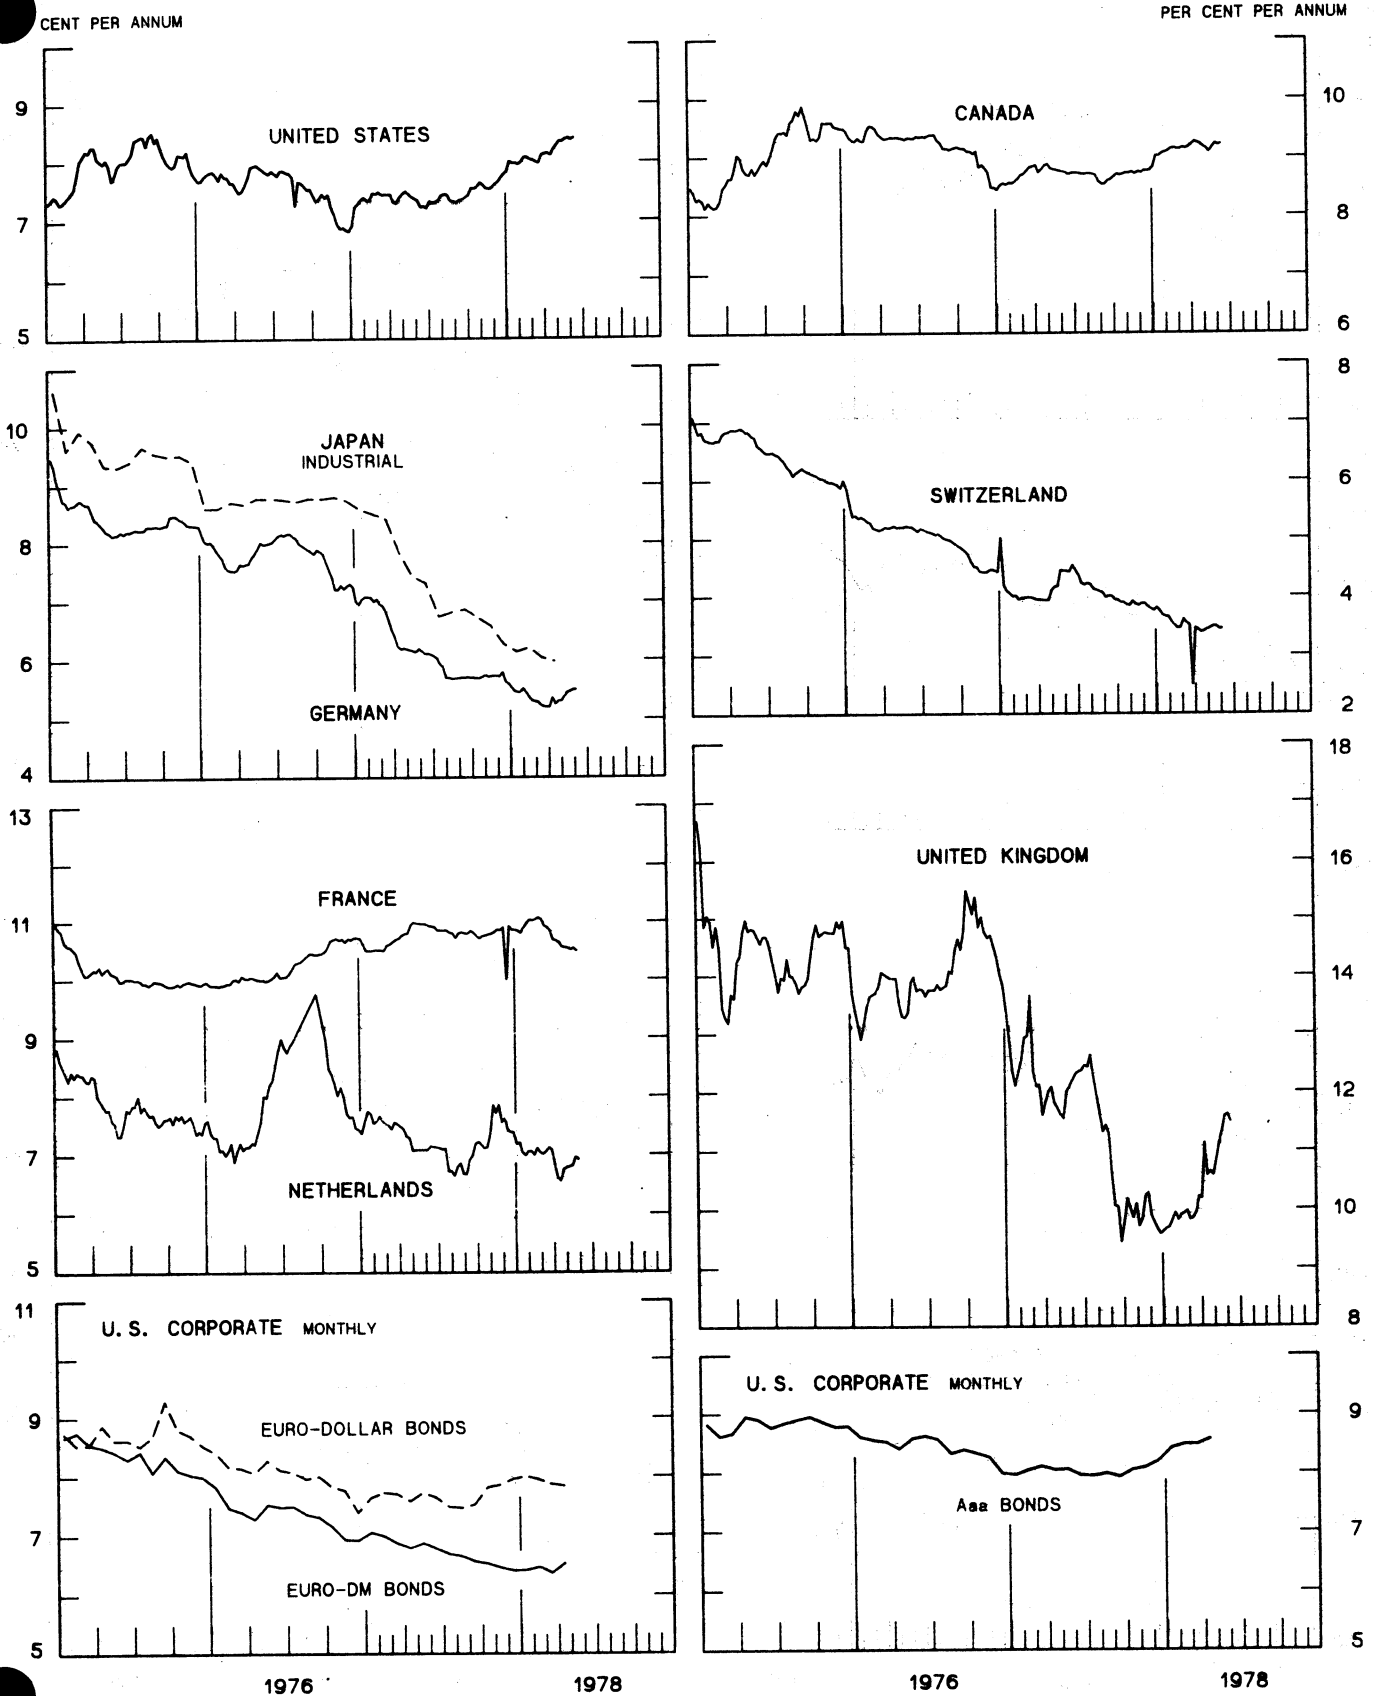 CENT PER ANNUM
PER CENT PER ANNUM
9
UNITED STATES
7
5
CANADA
10
8
6
10
JAPAN
INDUSTRIAL
8
6
GERMANY
4
8
6
SWITZERLAND
4
2
13
FRANCE
11
9
7
NETHERLANDS
5
18
UNITED KINGDOM
16
14
12
10
8
11
U.S. CORPORATE MONTHLY
9
EURO-DOLLAR BONDS
7
EURO-DM BONDS
5
1976
1978
U.S. CORPORATE MONTHLY
9
Aaa BONDS
7
5
1976
1978